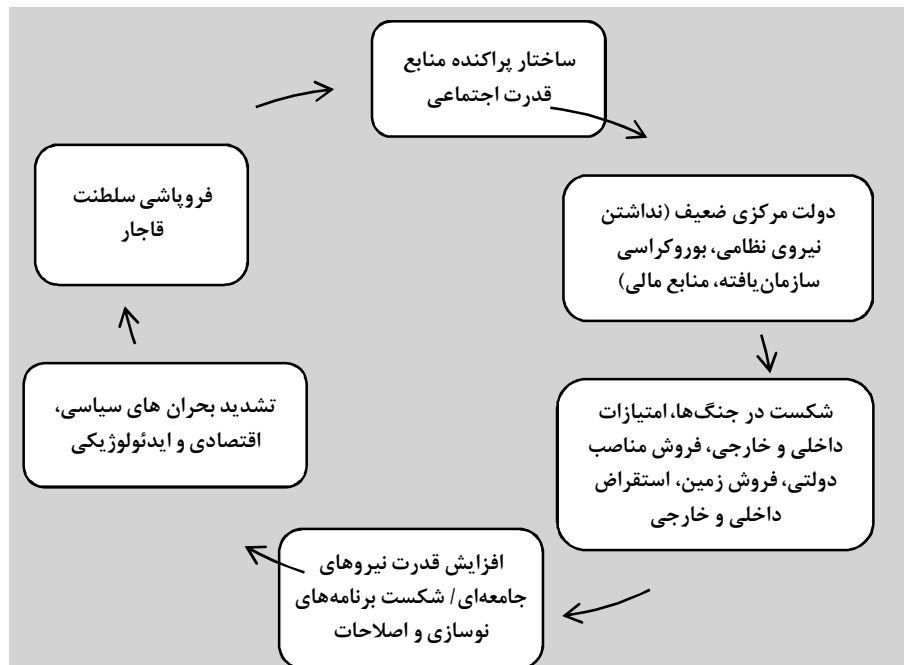 ساختار پراکنده منابع
قدرت اجتماعی
دولت مرکزی ضعیف (نداشتن
نیروی نظامی، بوروکراسی
سازمان‌یافته، منابع مالی)
شکست در جنگ‌ها، امتیازات
داخلی و خارجی، فروش مناصب
دولتی، فروش زمین، استقراض
داخلی و خارجی
افزایش قدرت نیروهای
جامعه‌ای/ شکست برنامه‌های
نوسازی و اصلاحات
تشدید بحران های سیاسی،
اقتصادی و ایدئولوژیکی
فروپاشی سلطنت
قاجار